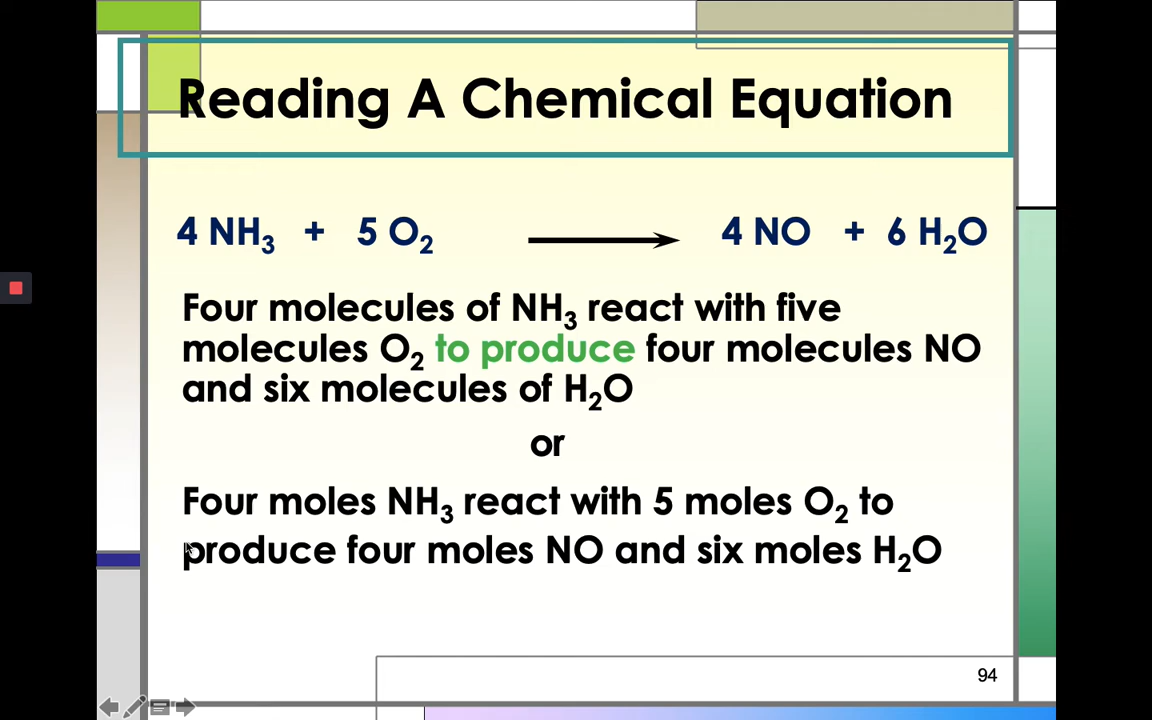 Reading A Chemical Equation
4 NH₃ + 5 O₂ ⟶ 4 NO + 6 H₂O
Four molecules of NH₃ react with five
molecules O₂ to produce four molecules NO
and six molecules of H₂O
or
Four moles NH₃ react with 5 moles O₂ to
produce four moles NO and six moles H₂O
94